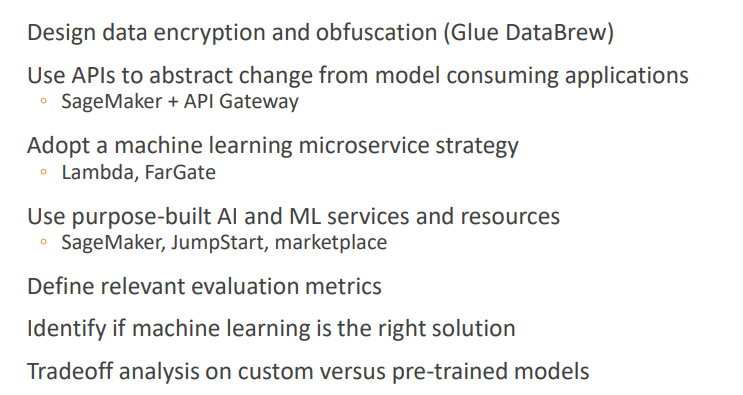 Design data encryption and obfuscation (Glue DataBrew)
Use APIs to abstract change from model consuming applications
◦ SageMaker + API Gateway
Adopt a machine learning microservice strategy
◦ Lambda, FarGate
Use purpose-built AI and ML services and resources
◦ SageMaker, JumpStart, marketplace
Define relevant evaluation metrics
Identify if machine learning is the right solution
Tradeoff analysis on custom versus pre-trained models